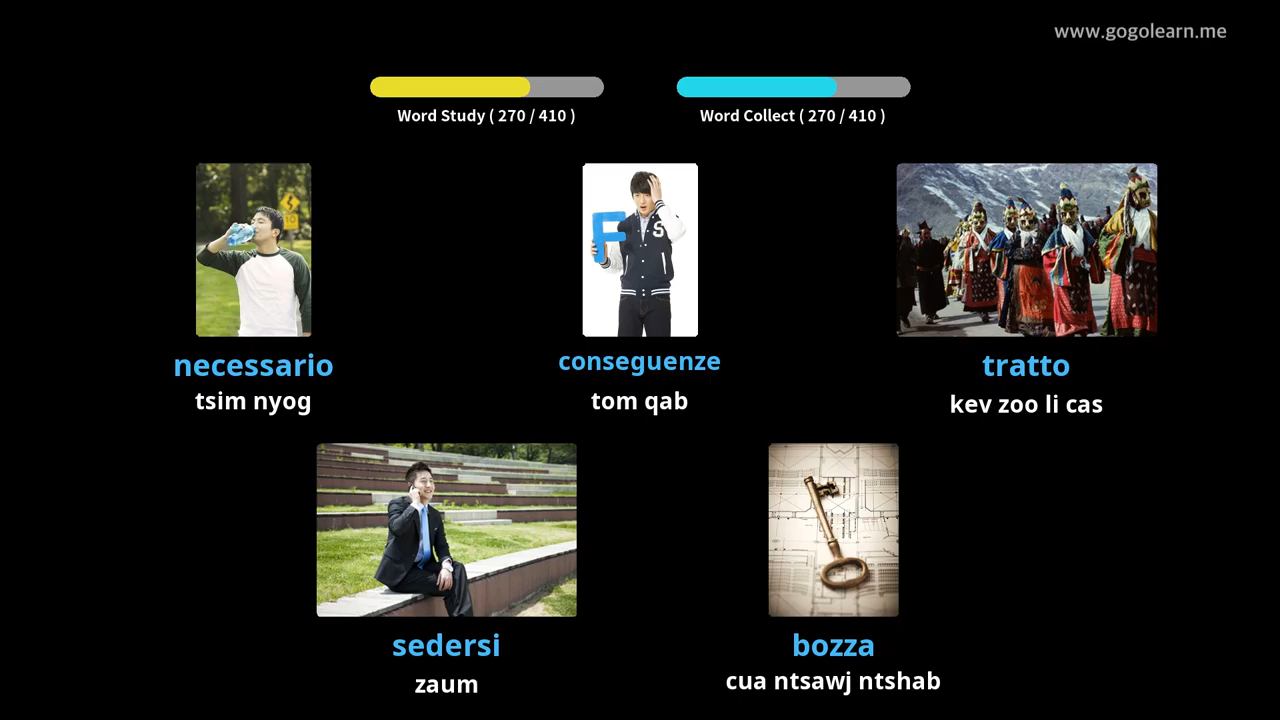 www.gogolearn.me
Word Study ( 270 / 410 )
Word Collect ( 270 / 410 )
F
S
necessario
tsim nyog
conseguenze
tom qab
tratto
kev zoo li cas
sedersi
zaum
bozza
cua ntsawj ntshab